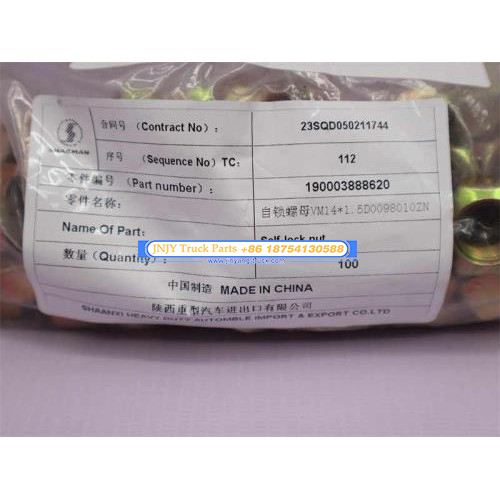 SHACMAN
合同号 (Contract No)： 23SQD050211744
序号 (Sequence No) TC: 112
零件编号 (Part number)： 190003888620
零件名称： 自锁螺母VM14*1.5D0098010ZN
Name Of Part: Self-lock nut
JNJY Truck Parts +86 18754130588
数量 (Quantity)： 100
中国制造 MADE IN CHINA
陕西重型汽车进出口有限公司
SHAANXI HEAVY DUTY AUTOMBLE IMPORT & EXPORT CO.LTD